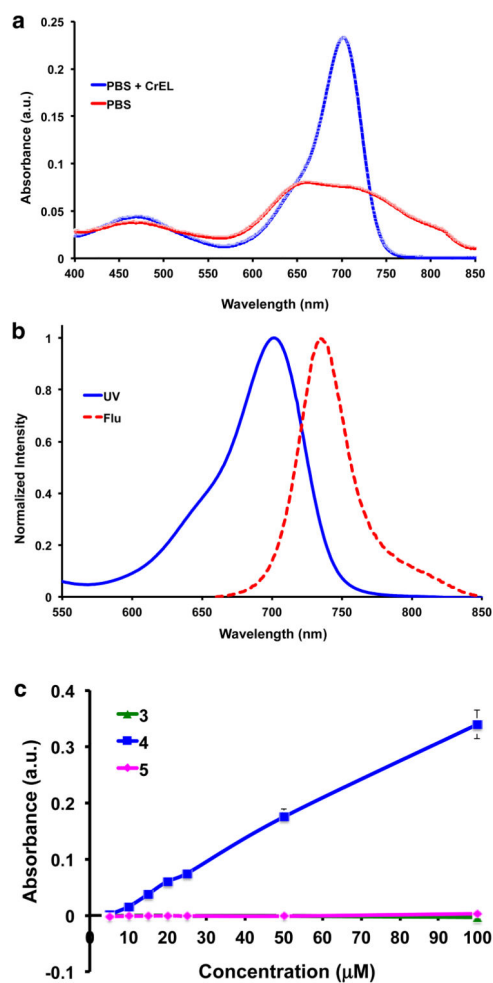 a
0.25
0.2
0.15
0.1
0.05
0
Absorbance (a.u.)
PBS + CrEL
PBS
400 450 500 550 600 650 700 750 800 850
Wavelength (nm)
b
1
0.8
0.6
0.4
0.2
0
Normalized Intensity
UV
Flu
550 600 650 700 750 800 850
Wavelength (nm)
c
0.4
0.3
0.2
0.1
0
-0.1
Absorbance (a.u.)
3
4
5
0 10 20 30 40 50 60 70 80 90 100
Concentration (μM)